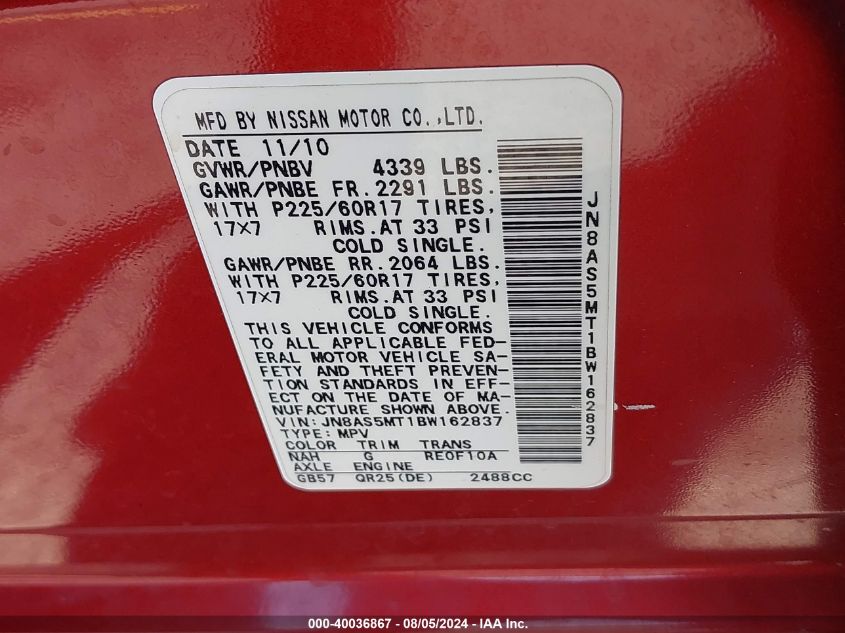 MFD BY NISSAN MOTOR CO.,LTD.
DATE 11/10
GVWR/PNBV 4339 LBS.
GAWR/PNBE FR.2291 LBS.
WITH P225/60R17 TIRES,
17X7 RIMS.AT 33 PSI
COLD SINGLE.
GAWR/PNBE RR.2064 LBS.
WITH P225/60R17 TIRES,
17X7 RIMS.AT 33 PSI
COLD SINGLE.
THIS VEHICLE CONFORMS
TO ALL APPLICABLE FED-
ERAL MOTOR VEHICLE SA-
FETY AND THEFT PREVEN-
TION STANDARDS IN EFF-
ECT ON THE DATE OF MA-
NUFACTURE SHOWN ABOVE.
VIN:JN8AS5MT1BW162837
TYPE:MPV
COLOR TRIM TRANS
NAH G RE0F10A
AXLE ENGINE
GB57 QR25(DE) 2488CC
JN8AS5MT1BW162837
000-40036867 - 08/05/2024 - IAA Inc.